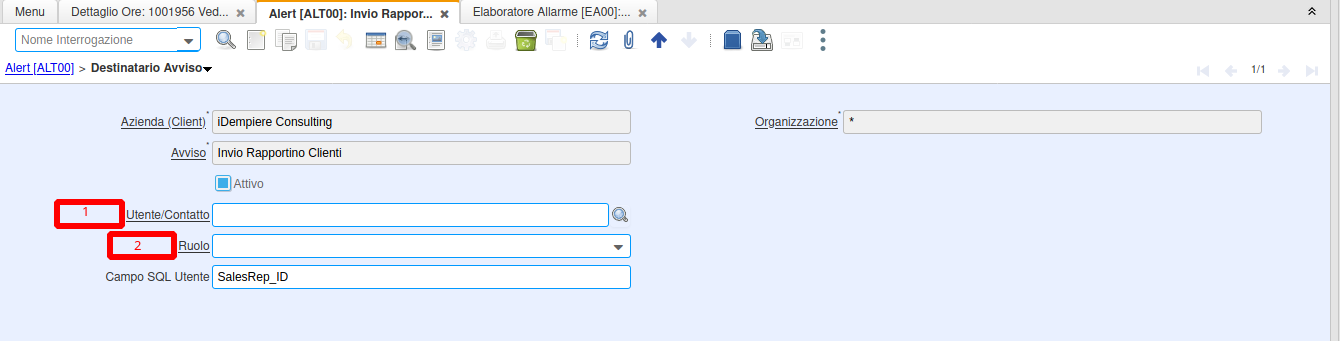 Menu
Dettaglio Ore: 1001956 Ved...
Alert [ALT00]: Invio Rappor...
Elaboratore Allarme [EA00]:...
Nome Interrogazione
Alert [ALT00] > Destinatario Avviso
1/1
Azienda (Client)* iDempiere Consulting
Organizzazione* *
Avviso* Invio Rapportino Clienti
Attivo
1 Utente/Contatto
2 Ruolo
Campo SQL Utente SalesRep_ID